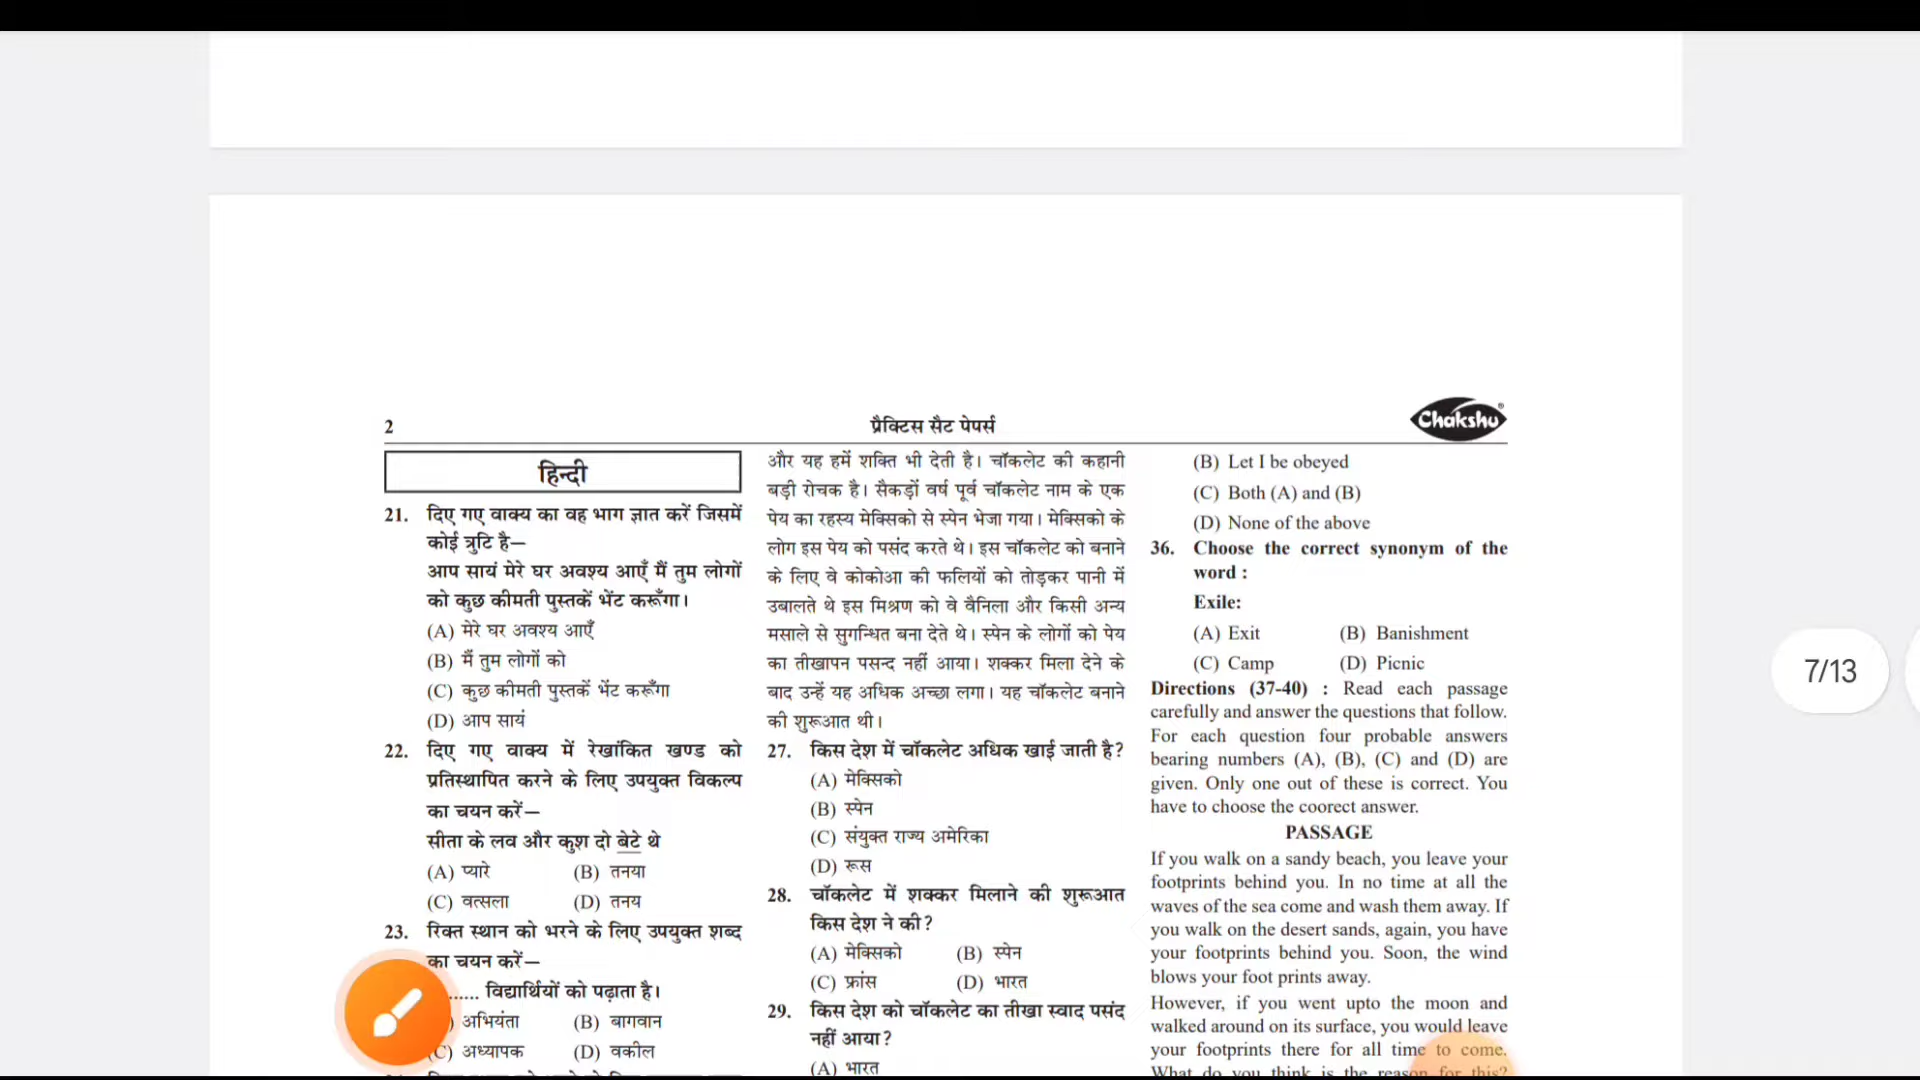 2
प्रैक्टिस सैट पेपर्स
Chakshu®
हिन्दी
21. दिए गए वाक्य का वह भाग ज्ञात करें जिसमें
कोई त्रुटि है—
आप सायं मेरे घर अवश्य आएँ मैं तुम लोगों
को कुछ कीमती पुस्तकें भेंट करूँगा।
(A) मेरे घर अवश्य आएँ
(B) मैं तुम लोगों को
(C) कुछ कीमती पुस्तकें भेंट करूँगा
(D) आप सायं
22. दिए गए वाक्य में रेखांकित खण्ड को
प्रतिस्थापित करने के लिए उपयुक्त विकल्प
का चयन करें—
सीता के लव और कुश दो बेटे थे
(A) प्यारे (B) तनया
(C) वत्सला (D) तनय
23. रिक्त स्थान को भरने के लिए उपयुक्त शब्द
का चयन करें—
...... विद्यार्थियों को पढ़ाता है।
) अभियंता (B) बागवान
(C) अध्यापक (D) वकील
और यह हमें शक्ति भी देती है। चॉकलेट की कहानी
बड़ी रोचक है। सैकड़ों वर्ष पूर्व चॉकलेट नाम के एक
पेय का रहस्य मेक्सिको से स्पेन भेजा गया। मेक्सिको के
लोग इस पेय को पसंद करते थे। इस चॉकलेट को बनाने
के लिए वे कोकोआ की फलियों को तोड़कर पानी में
उबालते थे इस मिश्रण को वे वैनिला और किसी अन्य
मसाले से सुगन्धित बना देते थे। स्पेन के लोगों को पेय
का तीखापन पसन्द नहीं आया। शक्कर मिला देने के
बाद उन्हें यह अधिक अच्छा लगा। यह चॉकलेट बनाने
की शुरूआत थी।
27. किस देश में चॉकलेट अधिक खाई जाती है?
(A) मेक्सिको
(B) स्पेन
(C) संयुक्त राज्य अमेरिका
(D) रूस
28. चॉकलेट में शक्कर मिलाने की शुरूआत
किस देश ने की?
(A) मेक्सिको (B) स्पेन
(C) फ्रांस (D) भारत
29. किस देश को चॉकलेट का तीखा स्वाद पसंद
नहीं आया?
(A) भारत
(B) Let I be obeyed
(C) Both (A) and (B)
(D) None of the above
36. Choose the correct synonym of the
word :
Exile:
(A) Exit (B) Banishment
(C) Camp (D) Picnic
Directions (37-40) : Read each passage
carefully and answer the questions that follow.
For each question four probable answers
bearing numbers (A), (B), (C) and (D) are
given. Only one out of these is correct. You
have to choose the coorect answer.
PASSAGE
If you walk on a sandy beach, you leave your
footprints behind you. In no time at all the
waves of the sea come and wash them away. If
you walk on the desert sands, again, you have
your footprints behind you. Soon, the wind
blows your foot prints away.
However, if you went upto the moon and
walked around on its surface, you would leave
your footprints there for all time to come.
What do you think is the reason for this?
7/13